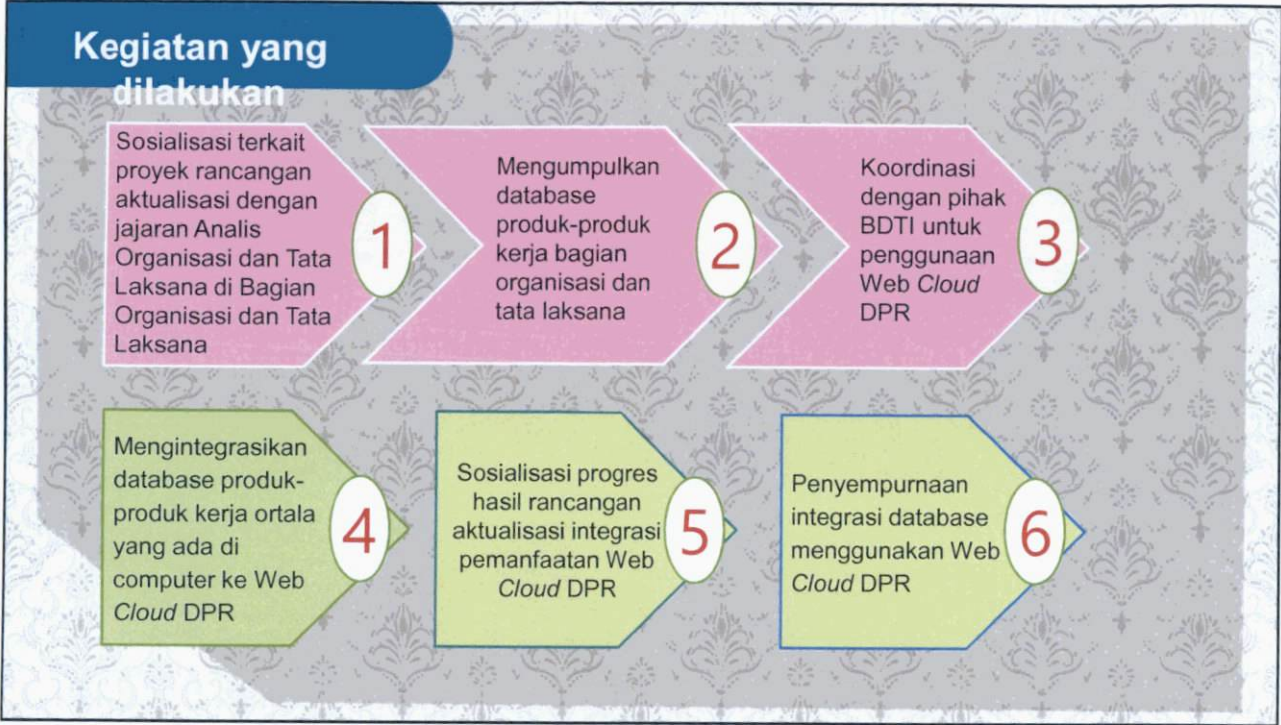 Kegiatan yang
dilakukan
Sosialisasi terkait
proyek rancangan
aktualisasi dengan
jajaran Analis
Organisasi dan Tata
Laksana di Bagian
Organisasi dan Tata
Laksana
1
Mengumpulkan
database
produk-produk
kerja bagian
organisasi dan
tata laksana
2
Koordinasi
dengan pihak
BDTI untuk
penggunaan
Web Cloud
DPR
3
Mengintegrasikan
database produk-
produk kerja ortala
yang ada di
computer ke Web
Cloud DPR
4
Sosialisasi progres
hasil rancangan
aktualisasi integrasi
pemanfaatan Web
Cloud DPR
5
Penyempurnaan
integrasi database
menggunakan Web
Cloud DPR
6